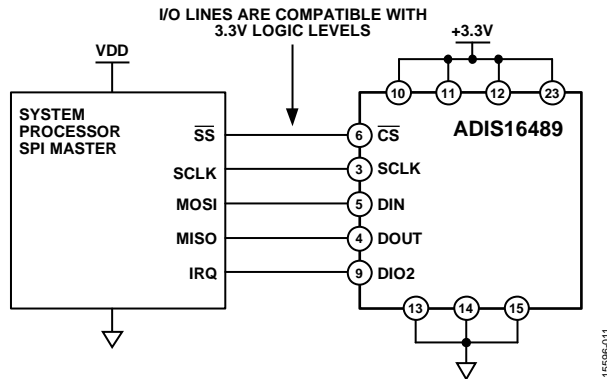 I/O LINES ARE COMPATIBLE WITH
3.3V LOGIC LEVELS
VDD
+3.3V
10
11
12
23
SYSTEM
PROCESSOR
SPI MASTER
ADIS16489
SS
6
CS
SCLK
3
SCLK
MOSI
5
DIN
MISO
4
DOUT
IRQ
9
DIO2
13
14
15
15596-011